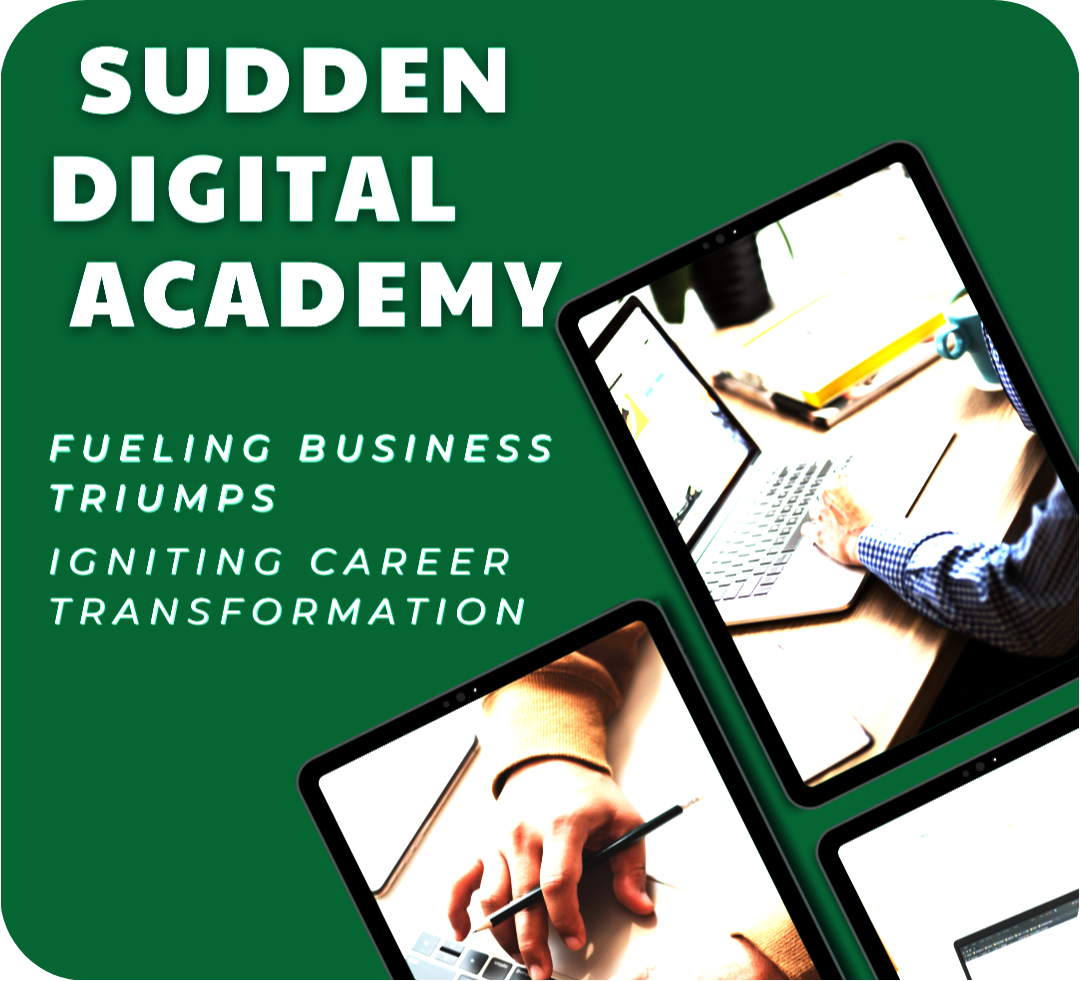 SUDDEN
DIGITAL
ACADEMY
FUELING BUSINESS
TRIUMPS
IGNITING CAREER
TRANSFORMATION